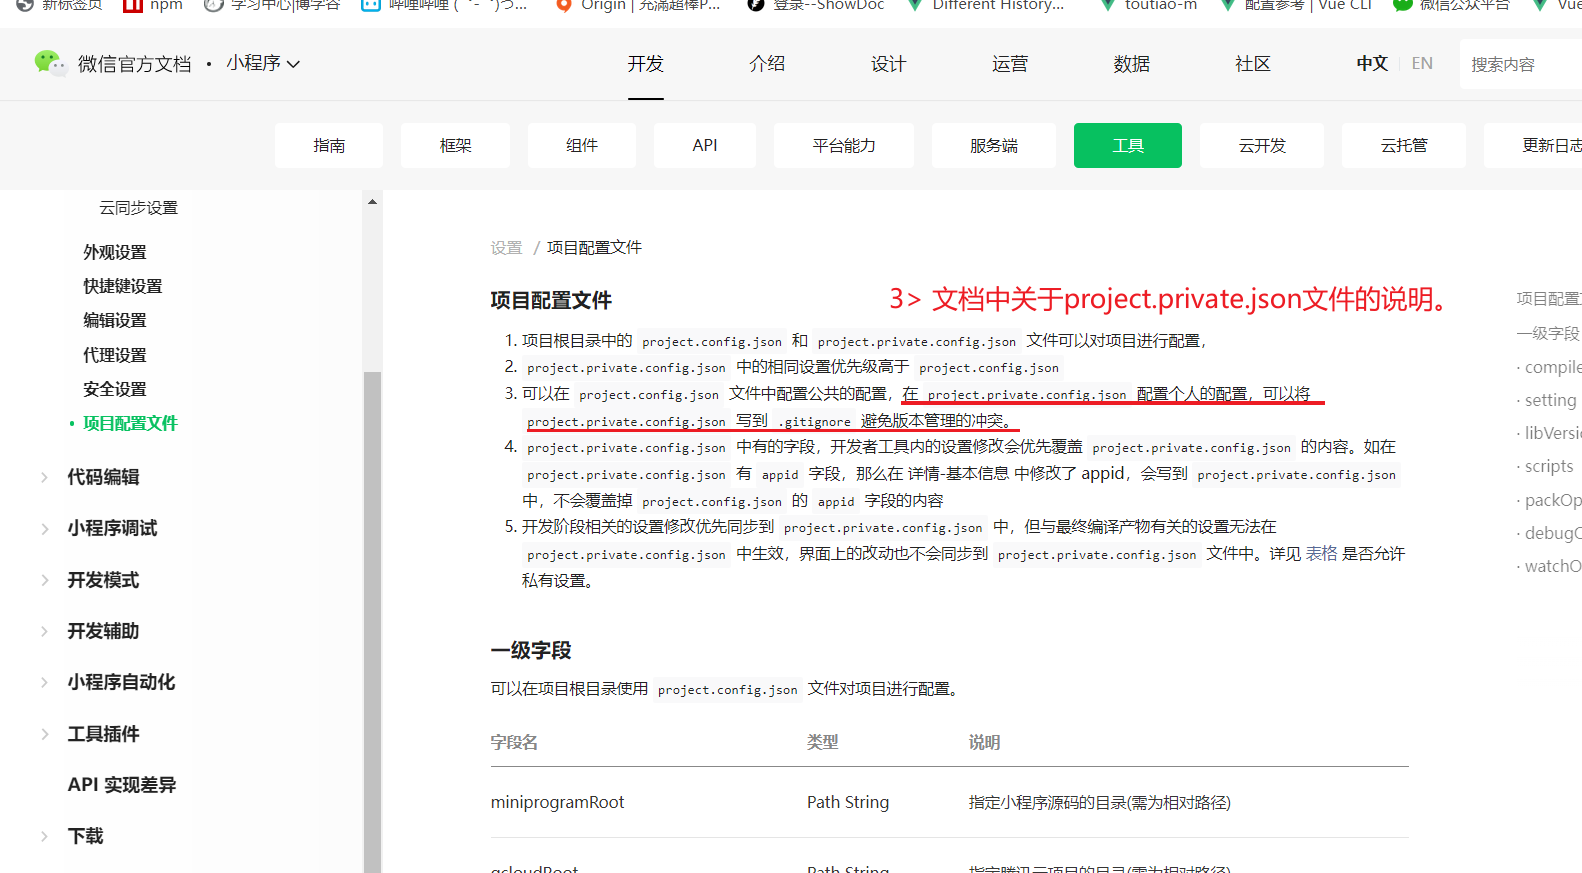 新标签页 npm 学习中心|博学谷 哔哩哔哩 (゜-゜)つ... Origin | 充满超棒P... 登录--ShowDoc Different History... toutiao-m 配置参考 | Vue CLI 微信公众平台 Vue
微信官方文档 · 小程序 开发 介绍 设计 运营 数据 社区 中文 EN 搜索内容
指南 框架 组件 API 平台能力 服务端 工具 云开发 云托管 更新日志
云同步设置
外观设置
快捷键设置
编辑设置
代理设置
安全设置
· 项目配置文件
代码编辑
小程序调试
开发模式
开发辅助
小程序自动化
工具插件
API 实现差异
下载
设置 / 项目配置文件
项目配置文件
3> 文档中关于project.private.json文件的说明。
1. 项目根目录中的 project.config.json 和 project.private.config.json 文件可以对项目进行配置，
2. project.private.config.json 中的相同设置优先级高于 project.config.json
3. 可以在 project.config.json 文件中配置公共的配置，在 project.private.config.json 配置个人的配置，可以将
project.private.config.json 写到 .gitignore 避免版本管理的冲突。
4. project.private.config.json 中有的字段，开发者工具内的设置修改会优先覆盖 project.private.config.json 的内容。如在
project.private.config.json 有 appid 字段，那么在 详情-基本信息 中修改了 appid，会写到 project.private.config.json
中，不会覆盖掉 project.config.json 的 appid 字段的内容
5. 开发阶段相关的设置修改优先同步到 project.private.config.json 中，但与最终编译产物有关的设置无法在
project.private.config.json 中生效，界面上的改动也不会同步到 project.private.config.json 文件中。详见 表格 是否允许
私有设置。
一级字段
可以在项目根目录使用 project.config.json 文件对项目进行配置。
字段名 类型 说明
miniprogramRoot Path String 指定小程序源码的目录(需为相对路径)
qcloudRoot Path String 指定腾讯云项目的目录(需为相对路径)
项目配置
一级字段
· compile
· setting
· libVersi
· scripts
· packOp
· debugO
· watchO